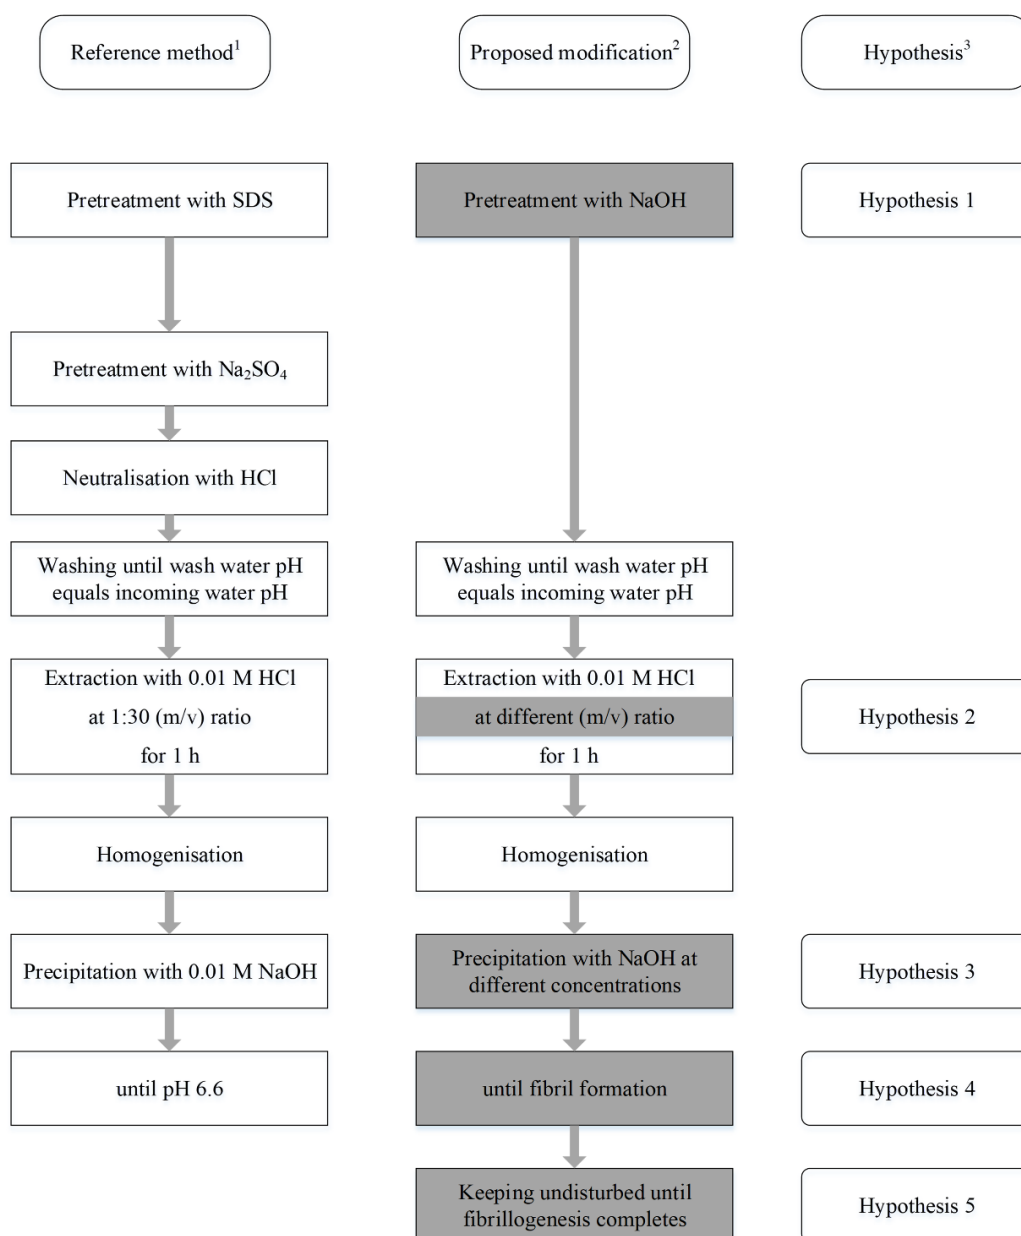 Reference method¹
Proposed modification²
Hypothesis³
Pretreatment with SDS
Pretreatment with NaOH
Hypothesis 1
Pretreatment with Na₂SO₄
Neutralisation with HCl
Washing until wash water pH
equals incoming water pH
Washing until wash water pH
equals incoming water pH
Extraction with 0.01 M HCl
at 1:30 (m/v) ratio
for 1 h
Extraction with 0.01 M HCl
at different (m/v) ratio
for 1 h
Hypothesis 2
Homogenisation
Homogenisation
Precipitation with 0.01 M NaOH
Precipitation with NaOH at
different concentrations
Hypothesis 3
until pH 6.6
until fibril formation
Hypothesis 4
Keeping undisturbed until
fibrillogenesis completes
Hypothesis 5